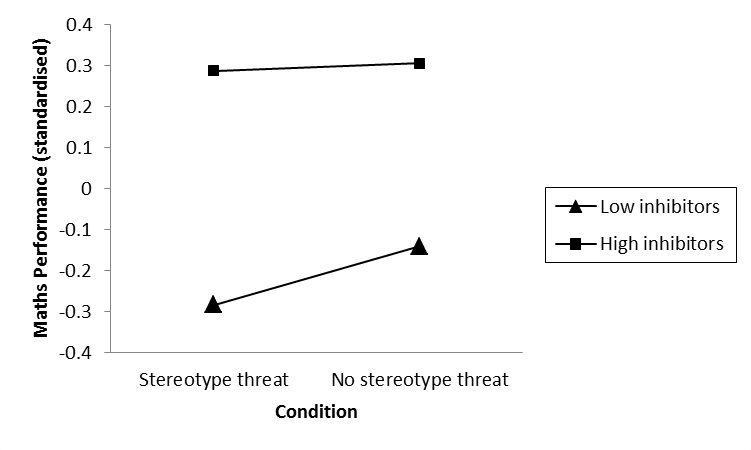 0.4
0.3
0.2
0.1
0
-0.1
-0.2
-0.3
-0.4
Maths Performance (standardised)
Stereotype threat No stereotype threat
Condition
Low inhibitors
High inhibitors